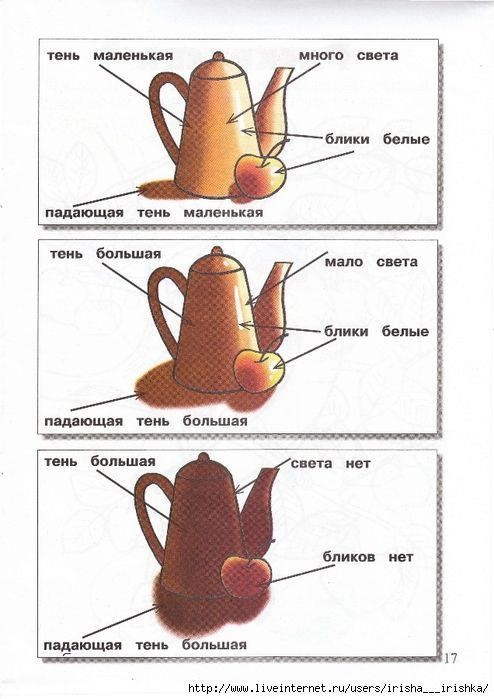 тень маленькая
много света
блики белые
падающая тень маленькая
тень большая
мало света
блики белые
падающая тень большая
тень большая
света нет
бликов нет
падающая тень большая
17
http://www.liveinternet.ru/users/irisha___irishka/